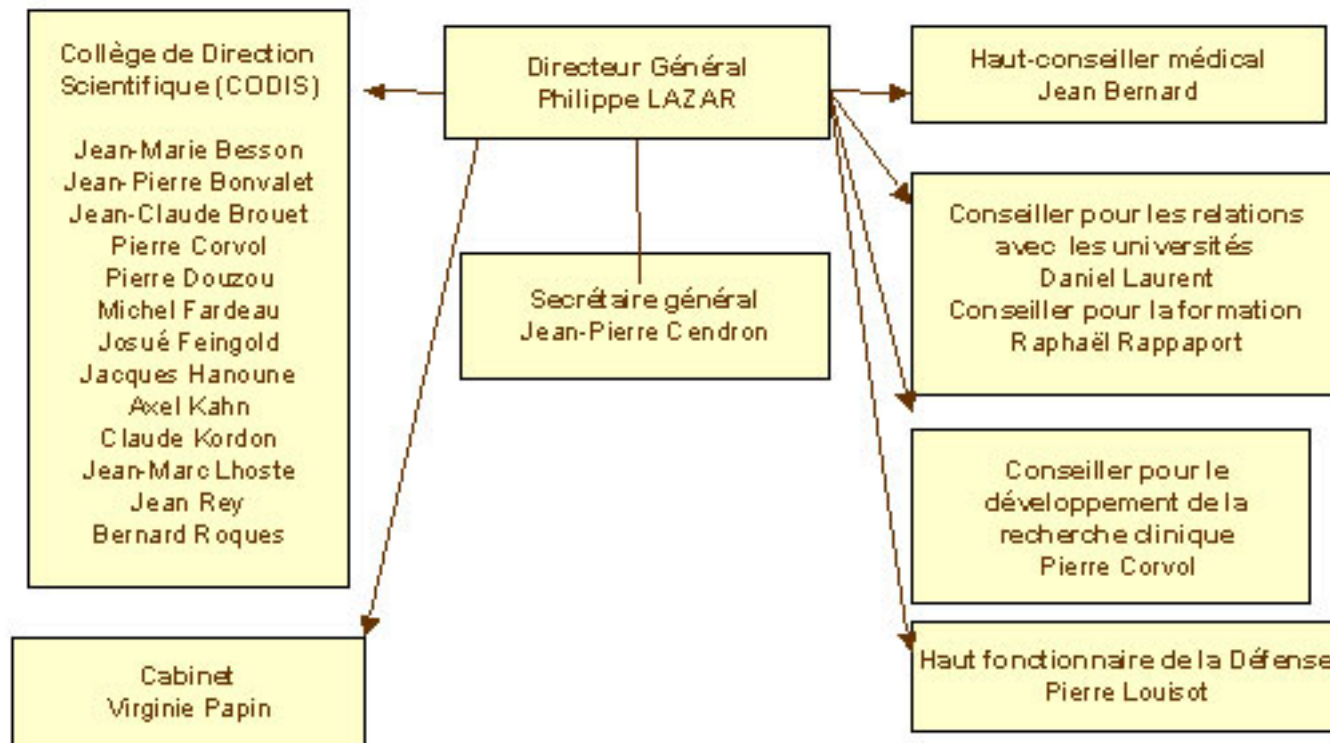 Collège de Direction
Scientifique (CODIS)
Jean-Marie Besson
Jean-Pierre Bonvalet
Jean-Claude Brouet
Pierre Corvol
Pierre Douzou
Michel Fardeau
Josué Feingold
Jacques Hanoune
Axel Kahn
Claude Kordon
Jean-Marc Lhoste
Jean Rey
Bernard Roques
Directeur Général
Philippe LAZAR
Haut-conseiller médical
Jean Bernard
Secrétaire général
Jean-Pierre Cendron
Conseiller pour les relations
avec les universités
Daniel Laurent
Conseiller pour la formation
Raphaël Rappaport
Conseiller pour le
développement de la
recherche clinique
Pierre Corvol
Cabinet
Virginie Papin
Haut fonctionnaire de la Défense
Pierre Louisot